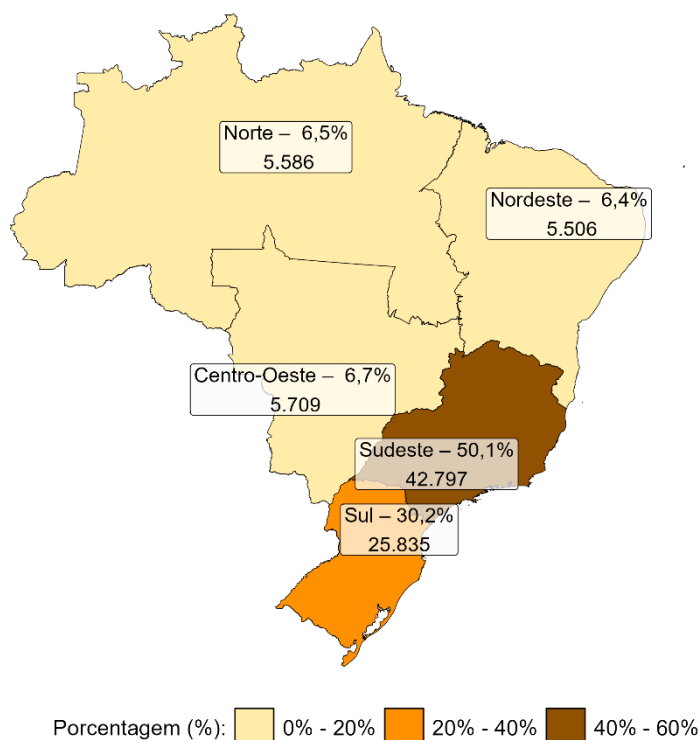 Norte – 6,5%
5.586
Nordeste – 6,4%
5.506
Centro-Oeste – 6,7%
5.709
Sudeste – 50,1%
42.797
Sul – 30,2%
25.835
Porcentagem (%): 0% - 20% 20% - 40% 40% - 60%